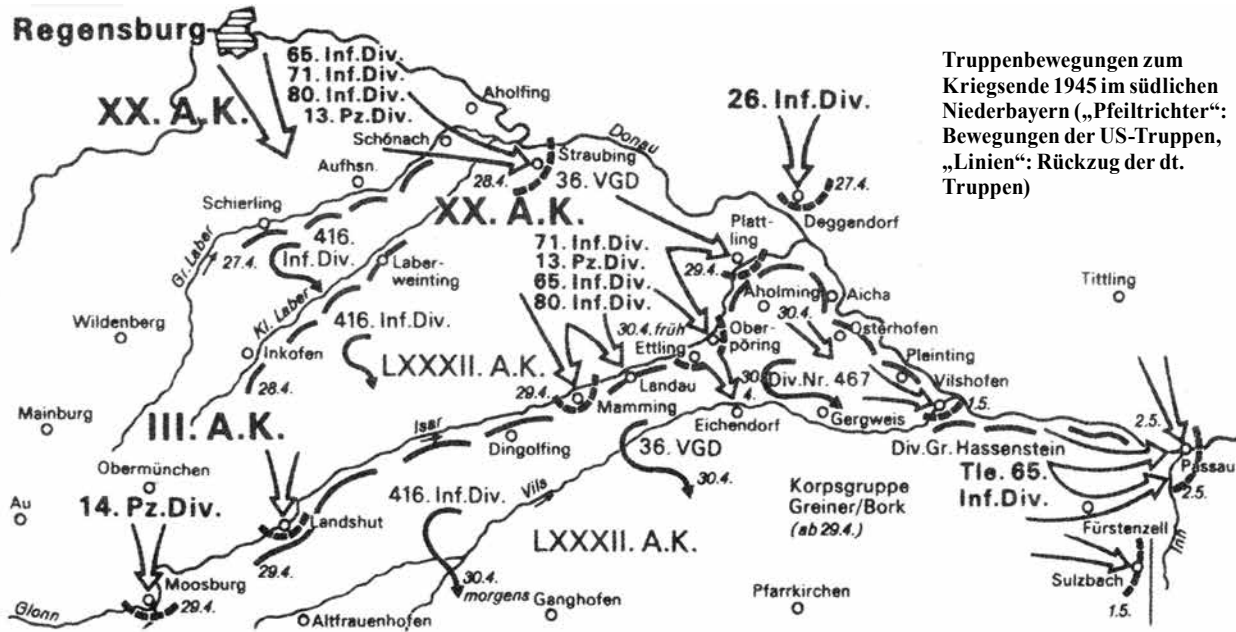 Regensburg
65. Inf.Div.
71. Inf.Div.
80. Inf.Div.
13. Pz.Div.
Truppenbewegungen zum
Kriegsende 1945 im südlichen
Niederbayern („Pfeiltrichter“:
Bewegungen der US-Truppen,
„Linien“: Rückzug der dt.
Truppen)
XX. A.K.
Aholfing
26. Inf.Div.
Schönach
Donau
Straubing
Aufhsn.
28.4.
36. VGD
27.4.
Schierling
XX. A.K.
Deggendorf
416.
Inf.Div.
Platt-
ling
71. Inf.Div.
13. Pz.Div.
65. Inf.Div.
80. Inf.Div.
Gr. Laber
27.4.
Laber-
weinting
29.4.
Aholming
Aicha
Tittling
Wildenberg
Kl. Laber
416. Inf.Div.
30.4.
30.4. früh
Ober-
pöring
Osterhofen
Inkofen
Ettling
Pleinting
LXXXII. A.K.
28.4.
29.4.
Landau
30.
4.
Div.Nr. 467
Vilshofen
1.5.
Mamming
Mainburg
III. A.K.
Isar
Eichendorf
Gergweis
2.5.
Dingolfing
36. VGD
Div.Gr. Hassenstein
Passau
Obermünchen
30.4.
Tle. 65.
Inf.Div.
2.5.
Au
14. Pz.Div.
416. Inf.Div.
Vils
Korpsgruppe
Greiner/Bork
(ab 29.4.)
Landshut
Fürstenzell
LXXXII. A.K.
Inn
29.4.
Moosburg
30.4.
morgens
Sulzbach
Glonn
29.4.
Pfarrkirchen
1.5.
Altfrauenhofen
Ganghofen